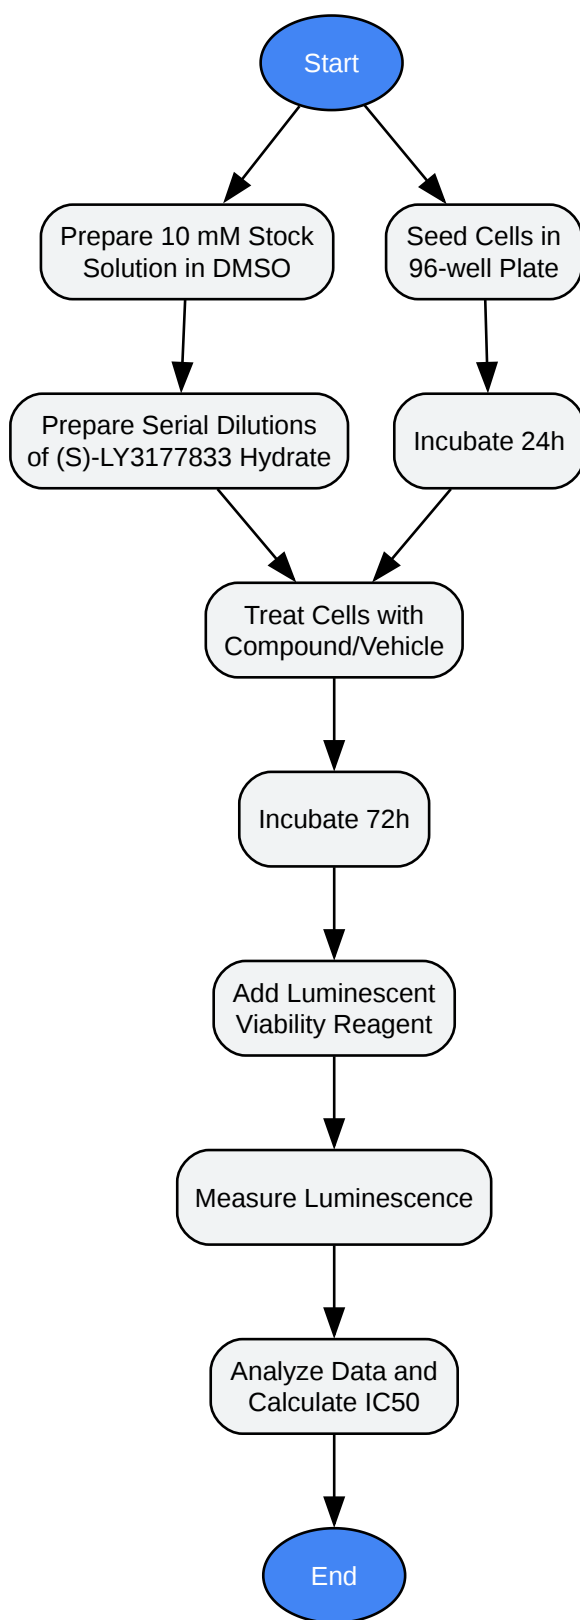 Start
Prepare 10 mM Stock
Solution in DMSO
Seed Cells in
96-well Plate
Prepare Serial Dilutions
of (S)-LY3177833 Hydrate
Incubate 24h
Treat Cells with
Compound/Vehicle
Incubate 72h
Add Luminescent
Viability Reagent
Measure Luminescence
Analyze Data and
Calculate IC50
End